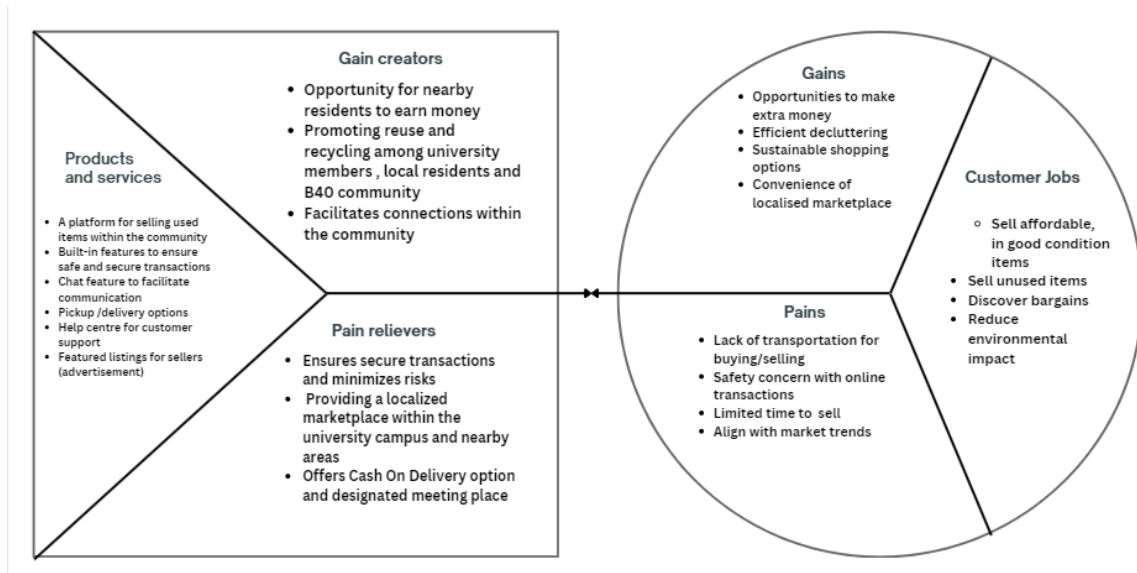 Gain creators
• Opportunity for nearby
residents to earn money
• Promoting reuse and
recycling among university
members , local residents and
B40 community
• Facilitates connections within
the community
Products
and services
• A platform for selling used
items within the community
• Built-in features to ensure
safe and secure transactions
• Chat feature to facilitate
communication
• Pickup /delivery options
• Help centre for customer
support
• Featured listings for sellers
(advertisement)
Pain relievers
• Ensures secure transactions
and minimizes risks
• Providing a localized
marketplace within the
university campus and nearby
areas
• Offers Cash On Delivery option
and designated meeting place
Gains
• Opportunities to make
extra money
• Efficient decluttering
• Sustainable shopping
options
• Convenience of
localised marketplace
Customer Jobs
○ Sell affordable,
in good condition
items
• Sell unused items
• Discover bargains
• Reduce
environmental
impact
Pains
• Lack of transportation for
buying/selling
• Safety concern with online
transactions
• Limited time to sell
• Align with market trends